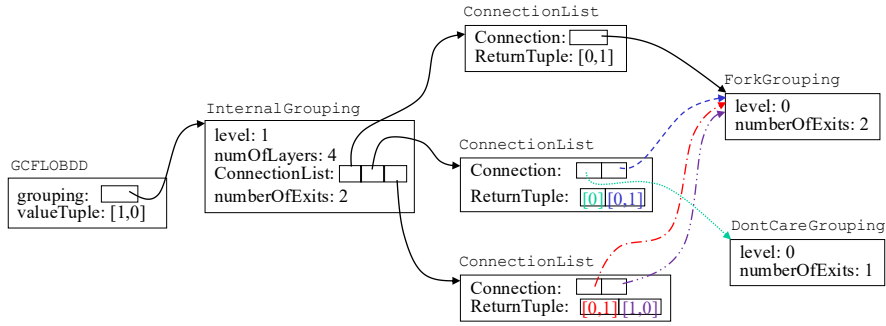 GCFLOBDD
grouping:
valueTuple: [1,0]
InternalGrouping
level: 1
numOfLayers: 4
ConnectionList:
numberOfExits: 2
ConnectionList
Connection:
ReturnTuple: [0,1]
ConnectionList
Connection:
ReturnTuple: [0][0,1]
ConnectionList
Connection:
ReturnTuple: [0,1][1,0]
ForkGrouping
level: 0
numberOfExits: 2
DontCareGrouping
level: 0
numberOfExits: 1